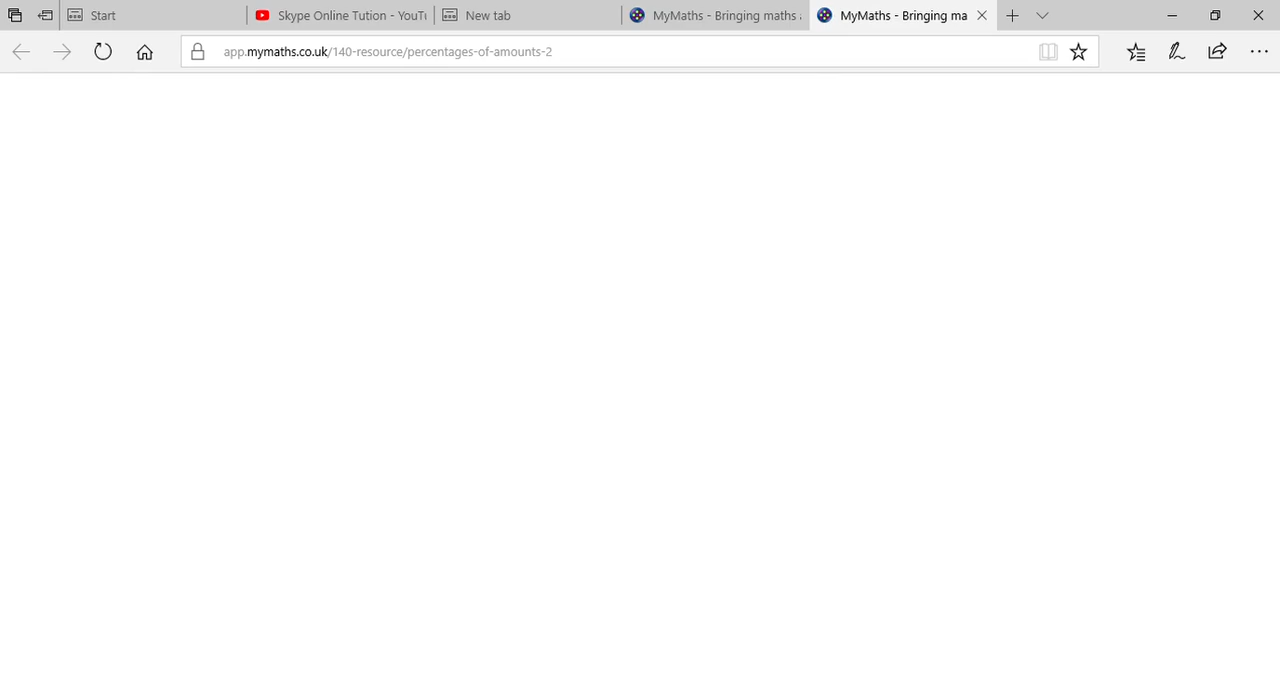 Start
Skype Online Tution - YouTu
New tab
MyMaths - Bringing maths a
MyMaths - Bringing ma
app.mymaths.co.uk/140-resource/percentages-of-amounts-2